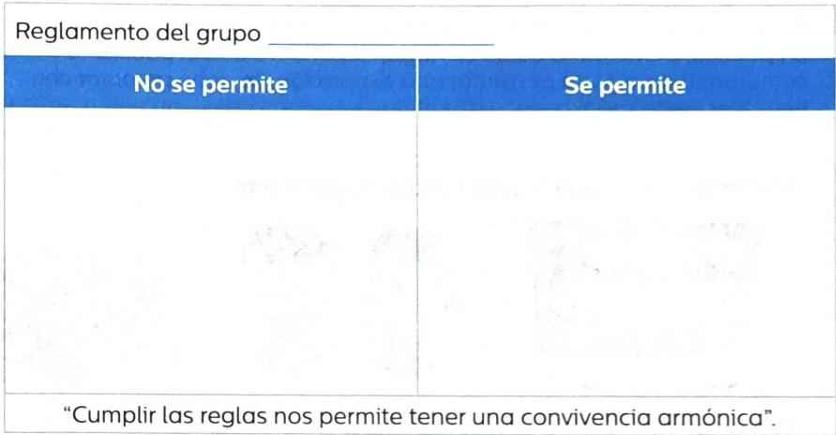 Reglamento del grupo
No se permite
Se permite
“Cumplir las reglas nos permite tener una convivencia armónica”.